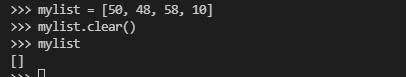 >>> mylist = [50, 48, 58, 10]
>>> mylist.clear()
>>> mylist
[]
>>>